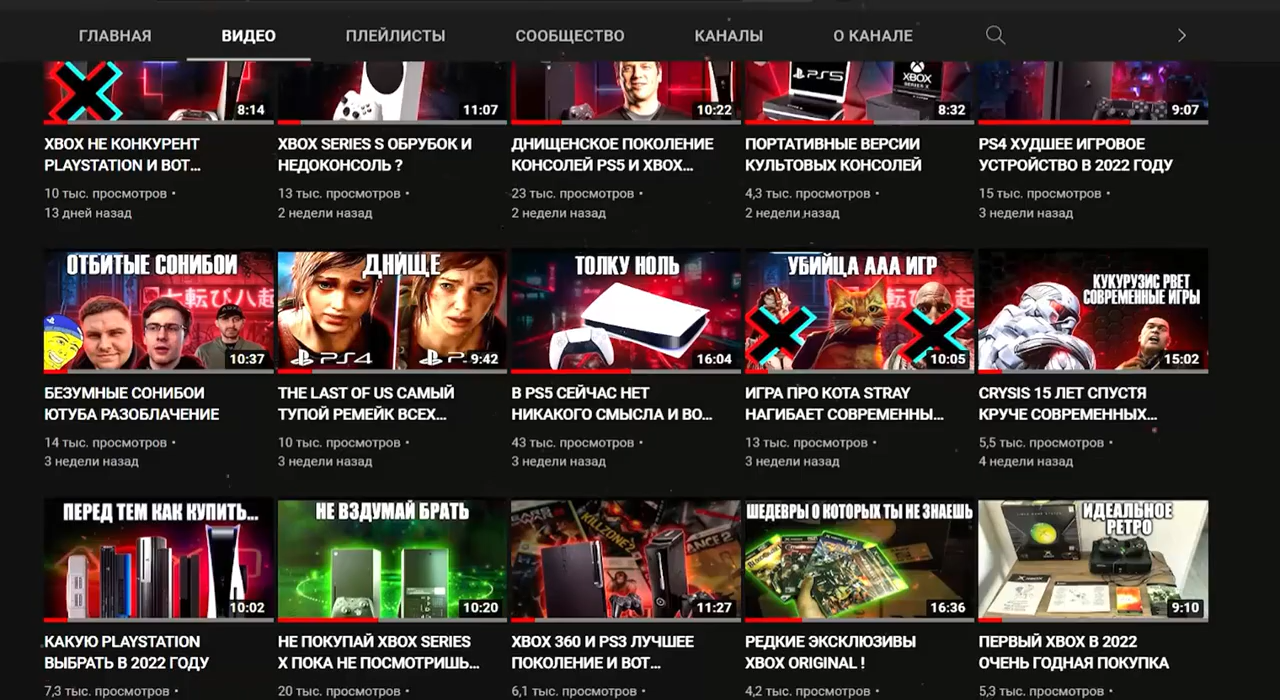 ГЛАВНАЯ ВИДЕО ПЛЕЙЛИСТЫ СООБЩЕСТВО КАНАЛЫ О КАНАЛЕ
8:14
XBOX НЕ КОНКУРЕНТ
PLAYSTATION И ВОТ...
10 тыс. просмотров •
13 дней назад
11:07
XBOX SERIES S ОБРУБОК И
НЕДОКОНСОЛЬ ?
13 тыс. просмотров •
2 недели назад
10:22
ДНИЩЕНСКОЕ ПОКОЛЕНИЕ
КОНСОЛЕЙ PS5 И XBOX...
23 тыс. просмотров •
2 недели назад
PS5
XBOX
SERIES X
8:32
ПОРТАТИВНЫЕ ВЕРСИИ
КУЛЬТОВЫХ КОНСОЛЕЙ
4,3 тыс. просмотров •
2 недели назад
9:07
PS4 ХУДШЕЕ ИГРОВОЕ
УСТРОЙСТВО В 2022 ГОДУ
15 тыс. просмотров •
3 недели назад
ОТБИТЫЕ СОНИБОИ
七転び八起
10:37
БЕЗУМНЫЕ СОНИБОИ
ЮТУБА РАЗОБЛАЧЕНИЕ
14 тыс. просмотров •
3 недели назад
ДНИЩЕ
PS4
P
9:42
THE LAST OF US САМЫЙ
ТУПОЙ РЕМЕЙК ВСЕХ...
10 тыс. просмотров •
3 недели назад
ТОЛКУ НОЛЬ
16:04
В PS5 СЕЙЧАС НЕТ
НИКАКОГО СМЫСЛА И ВО...
43 тыс. просмотров •
3 недели назад
УБИЙЦА ААА ИГР
10:05
ИГРА ПРО КОТА STRAY
НАГИБАЕТ СОВРЕМЕННЫ...
13 тыс. просмотров •
3 недели назад
КУКУРУЗИС РВЕТ
СОВРЕМЕННЫЕ ИГРЫ
15:02
CRYSIS 15 ЛЕТ СПУСТЯ
КРУЧЕ СОВРЕМЕННЫХ...
5,5 тыс. просмотров •
4 недели назад
ПЕРЕД ТЕМ КАК КУПИТЬ...
10:02
КАКУЮ PLAYSTATION
ВЫБРАТЬ В 2022 ГОДУ
7,3 тыс. просмотров •
НЕ ВЗДУМАЙ БРАТЬ
10:20
НЕ ПОКУПАЙ XBOX SERIES
X ПОКА НЕ ПОСМОТРИШЬ...
20 тыс. просмотров •
KILLZONE 2
11:27
XBOX 360 И PS3 ЛУЧШЕЕ
ПОКОЛЕНИЕ И ВОТ...
6,1 тыс. просмотров •
ШЕДЕВРЫ О КОТОРЫХ ТЫ НЕ ЗНАЕШЬ
16:36
РЕДКИЕ ЭКСКЛЮЗИВЫ
XBOX ORIGINAL !
4,2 тыс. просмотров •
ИДЕАЛЬНОЕ
РЕТРО
9:10
ПЕРВЫЙ XBOX В 2022
ОЧЕНЬ ГОДНАЯ ПОКУПКА
5,3 тыс. просмотров •